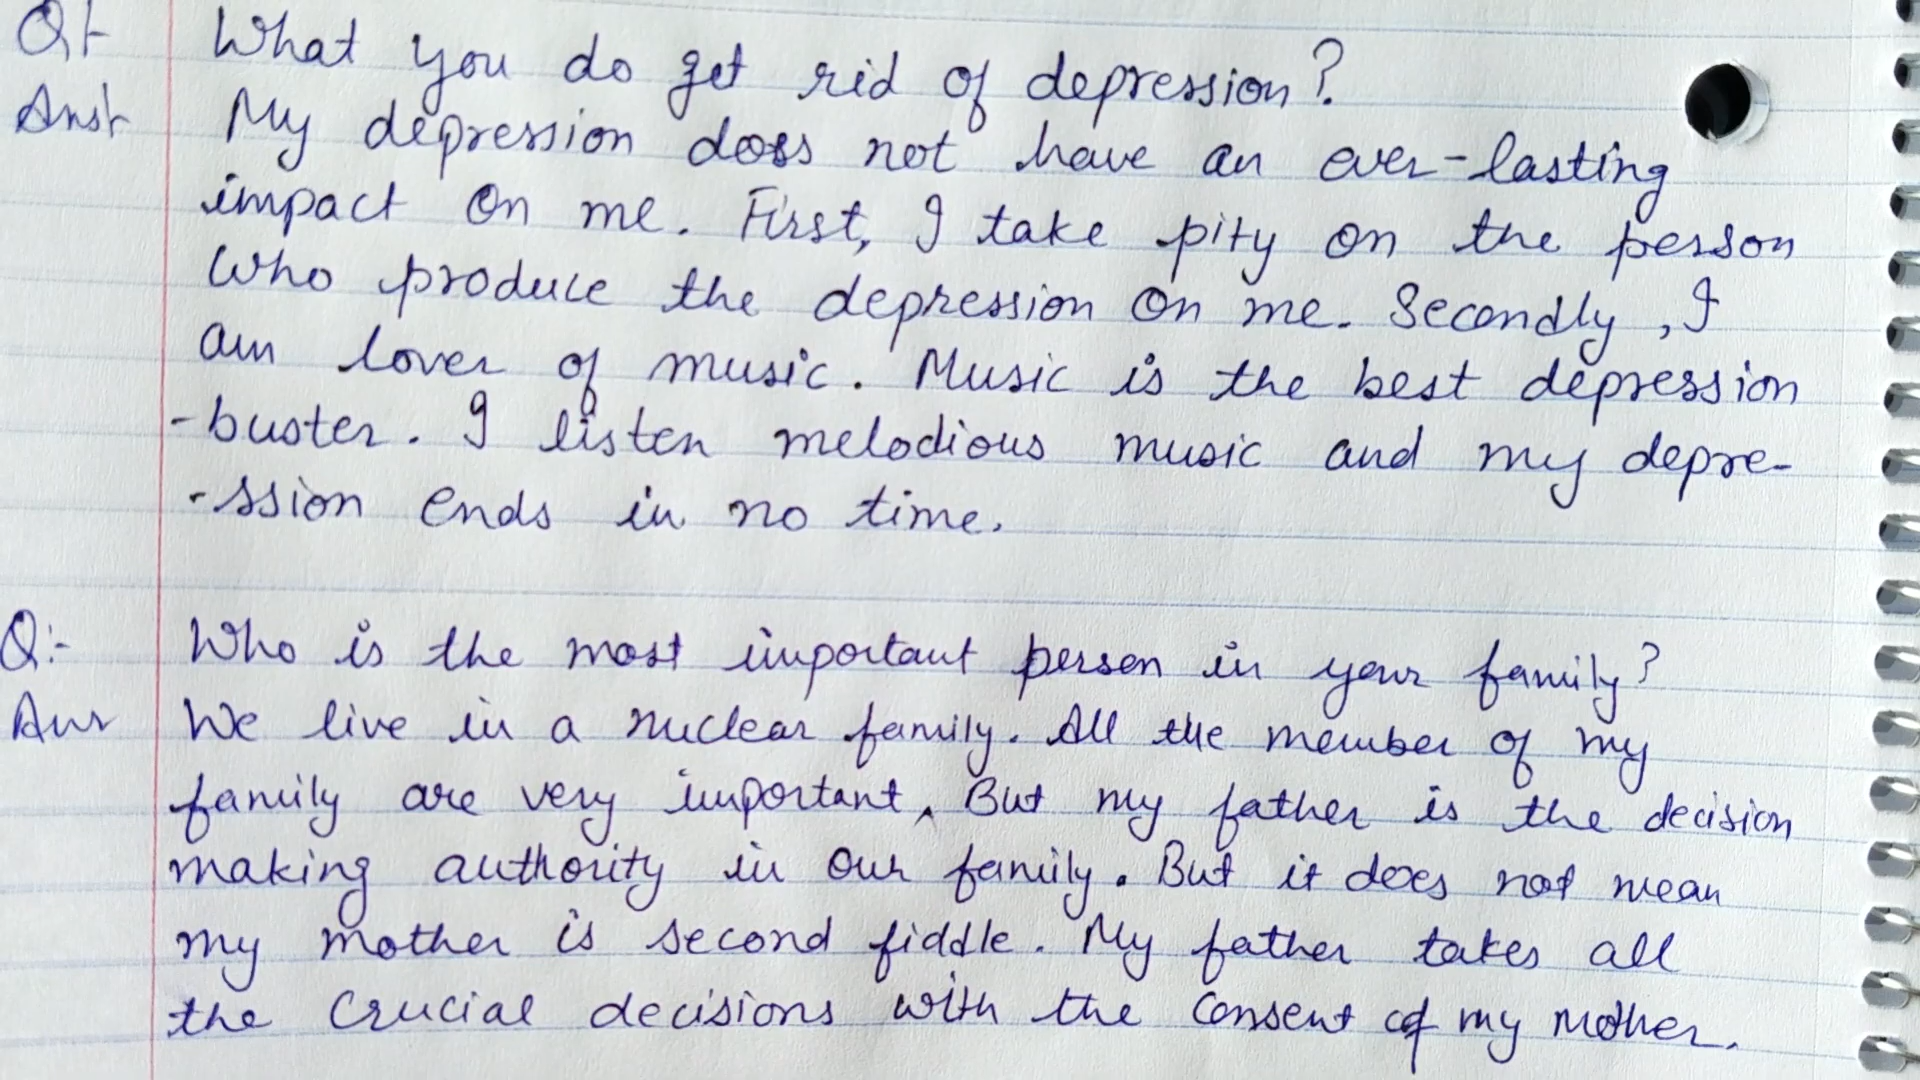 Q:- What you do get rid of depression?
Ans:- My depression does not have an ever-lasting
impact on me. First, I take pity on the person
who produce the depression on me. Secondly, I
am lover of music. Music is the best depression
-buster. I listen melodious music and my depre-
-ssion ends in no time.
Q:- Who is the most important person in your family?
Ans We live in a nuclear family. All the member of my
family are very important. But my father is the decision
making authority in our family. But it does not mean
my mother is second fiddle. My father takes all
the crucial decisions with the consent of my mother.